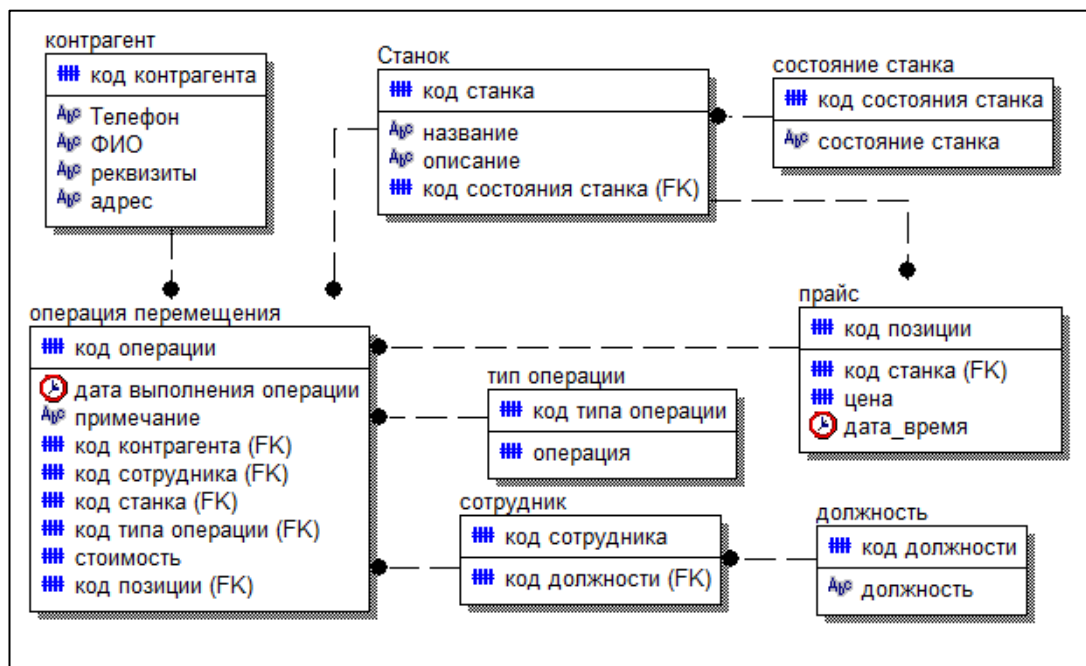 контрагент
код контрагента
Телефон
ФИО
реквизиты
адрес
Станок
код станка
название
описание
код состояния станка (FK)
состояние станка
код состояния станка
состояние станка
операция перемещения
код операции
дата выполнения операции
примечание
код контрагента (FK)
код сотрудника (FK)
код станка (FK)
код типа операции (FK)
стоимость
код позиции (FK)
тип операции
код типа операции
операция
прайс
код позиции
код станка (FK)
цена
дата_время
сотрудник
код сотрудника
код должности (FK)
должность
код должности
должность